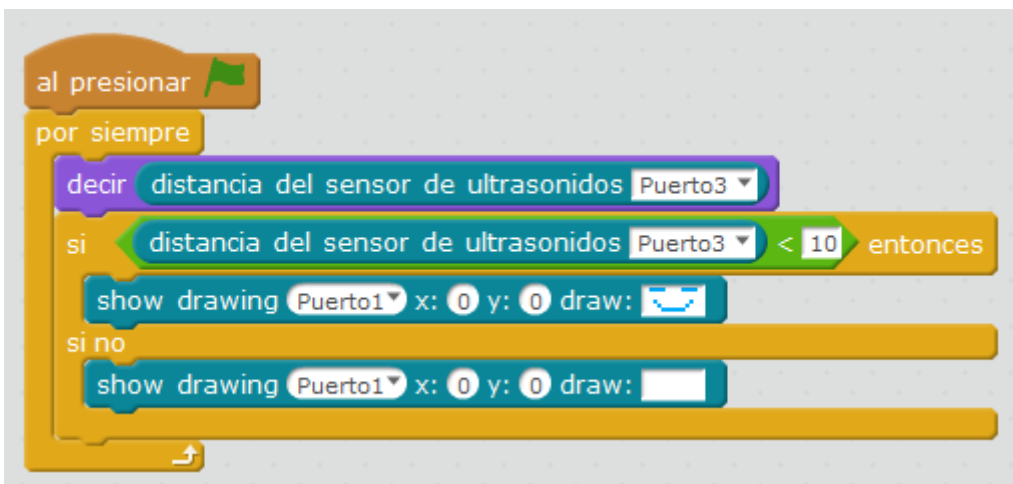 al presionar
por siempre
decir distancia del sensor de ultrasonidos Puerto3
si distancia del sensor de ultrasonidos Puerto3 < 10 entonces
show drawing Puerto1 x: 0 y: 0 draw:
si no
show drawing Puerto1 x: 0 y: 0 draw: